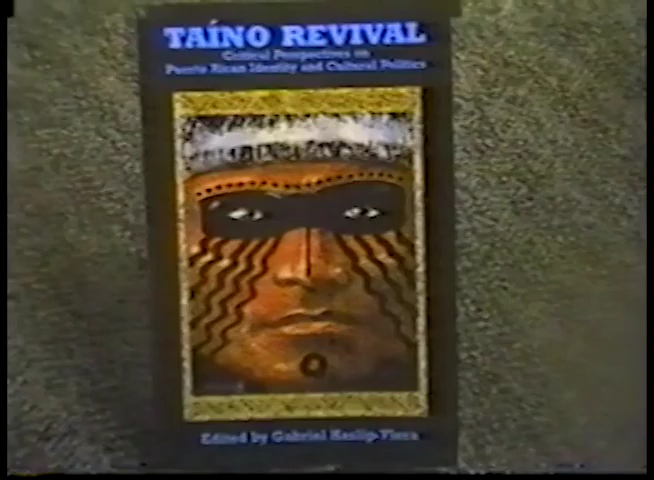 TAÍNO REVIVAL
Critical Perspectives on
Puerto Rican Identity and Cultural Politics
Edited by Gabriel Haslip-Viera